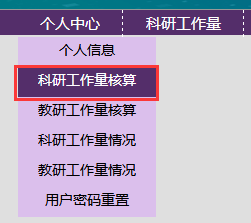 个人中心 科研工作量
个人信息
科研工作量核算
教研工作量核算
科研工作量情况
教研工作量情况
用户密码重置